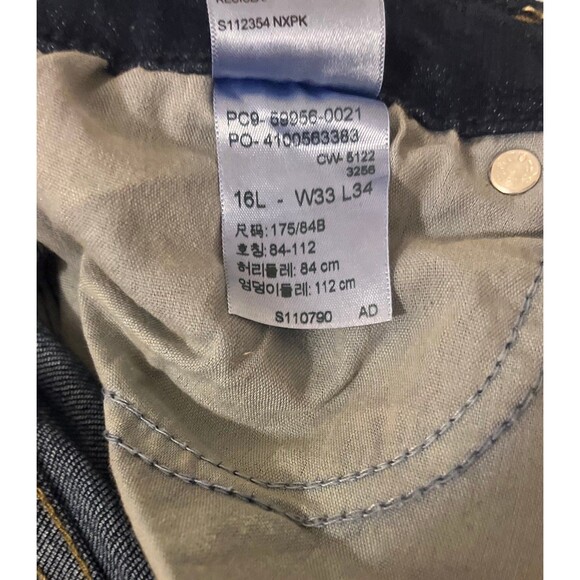 S112354 NXPK
PC9- 59956-0021
PO- 4100563383
CW- 5122
3256
16L - W33 L34
尺码: 175/84B
호칭: 84-112
허리둘레: 84 cm
엉덩이둘레: 112 cm
S110790 AD